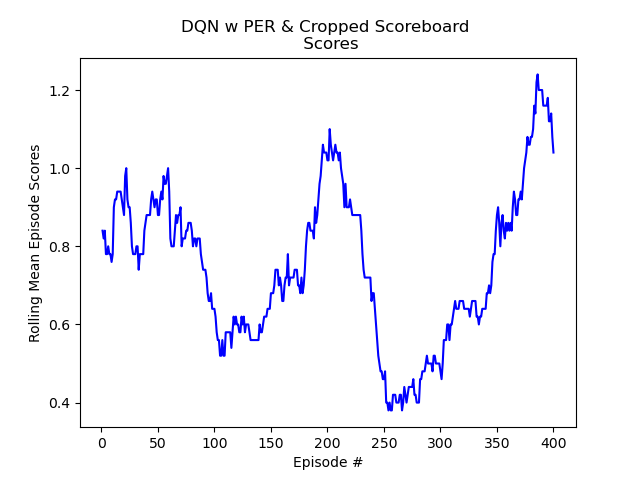 DQN w PER & Cropped Scoreboard
Scores
Rolling Mean Episode Scores
1.2
1.0
0.8
0.6
0.4
0 50 100 150 200 250 300 350 400
Episode #